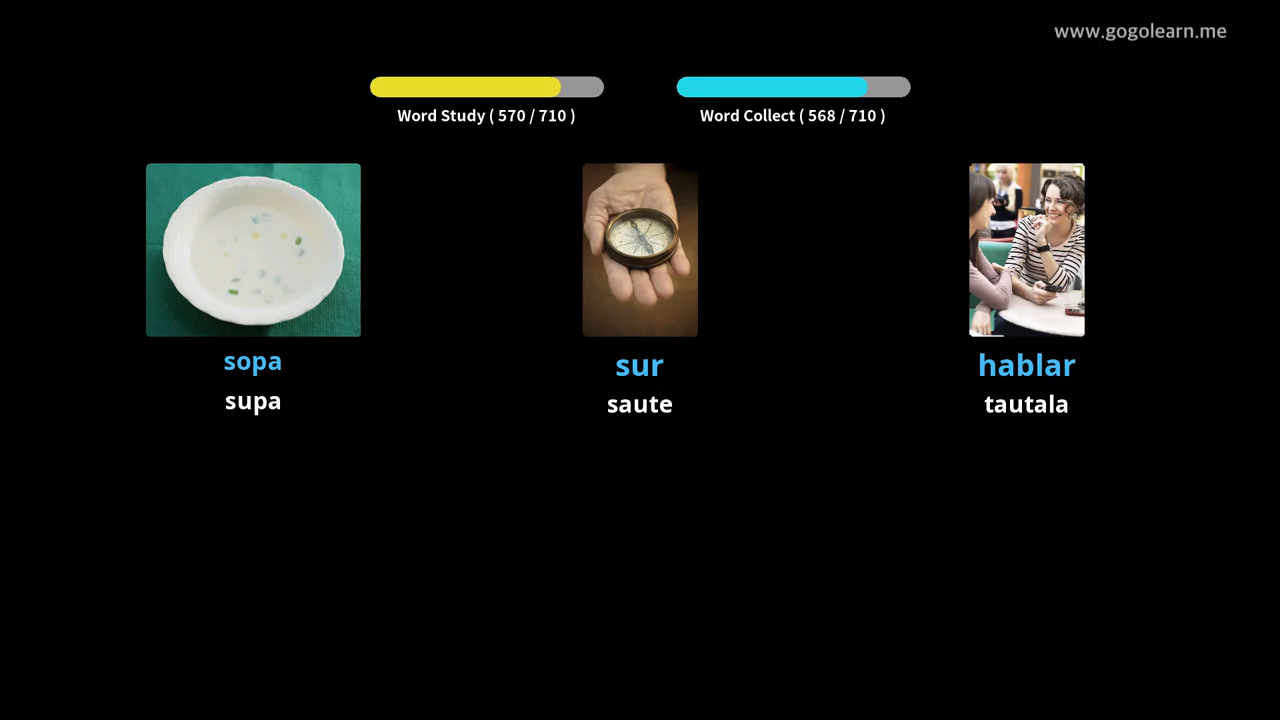 www.gogolearn.me
Word Study ( 570 / 710 )
Word Collect ( 568 / 710 )
sopa
sur
hablar
supa
saute
tautala